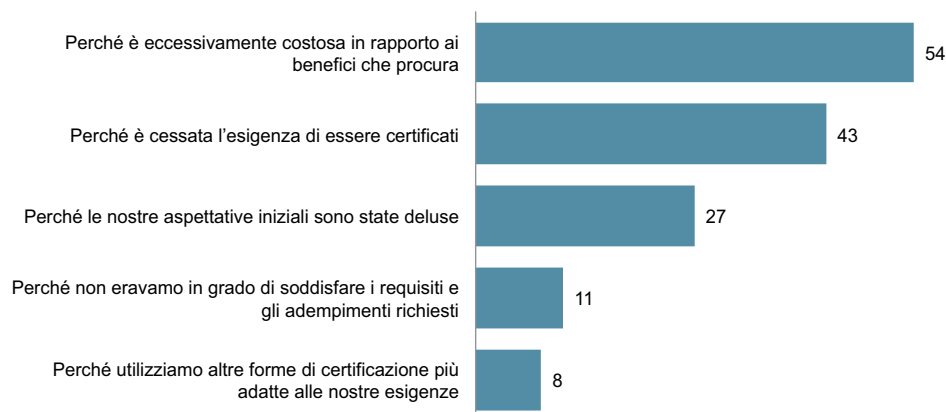 Perché è eccessivamente costosa in rapporto ai
benefici che procura
54
Perché è cessata l’esigenza di essere certificati
43
Perché le nostre aspettative iniziali sono state deluse
27
Perché non eravamo in grado di soddisfare i requisiti e
gli adempimenti richiesti
11
Perché utilizziamo altre forme di certificazione più
adatte alle nostre esigenze
8